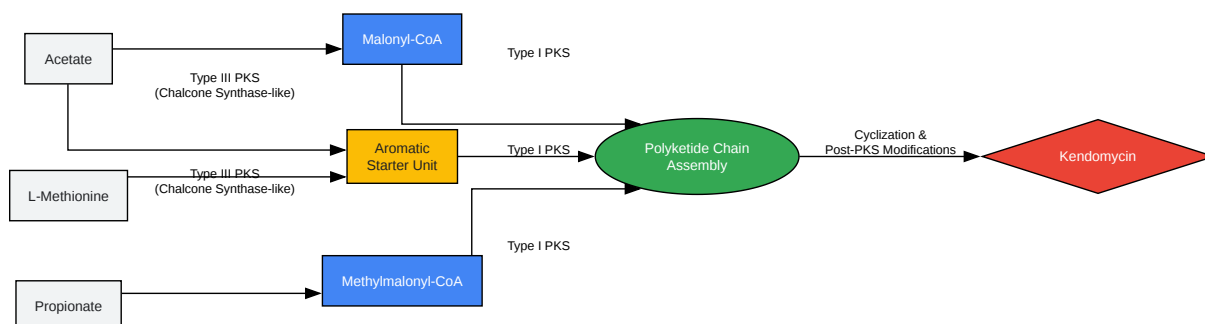 Acetate
Malonyl-CoA
Type I PKS
Type III PKS
(Chalcone Synthase-like)
Aromatic
Starter Unit
Type I PKS
Polyketide Chain
Assembly
Cyclization &
Post-PKS Modifications
Kendomycin
L-Methionine
Type III PKS
(Chalcone Synthase-like)
Type I PKS
Methylmalonyl-CoA
Propionate